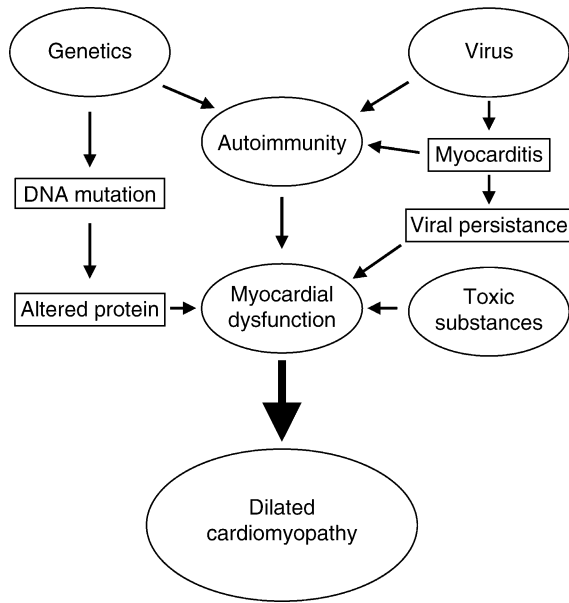 Genetics
Virus
Autoimmunity
Myocarditis
DNA mutation
Viral persistance
Altered protein
Myocardial
dysfunction
Toxic
substances
Dilated
cardiomyopathy